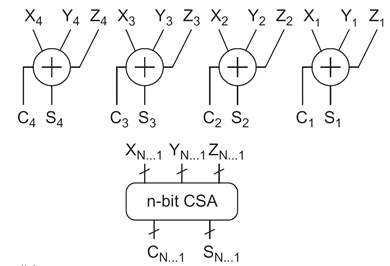 X4 Y4 Z4 X3 Y3 Z3 X2 Y2 Z2 X1 Y1 Z1
C4 S4 C3 S3 C2 S2 C1 S1
XN...1 YN...1 ZN...1
n-bit CSA
CN...1 SN...1